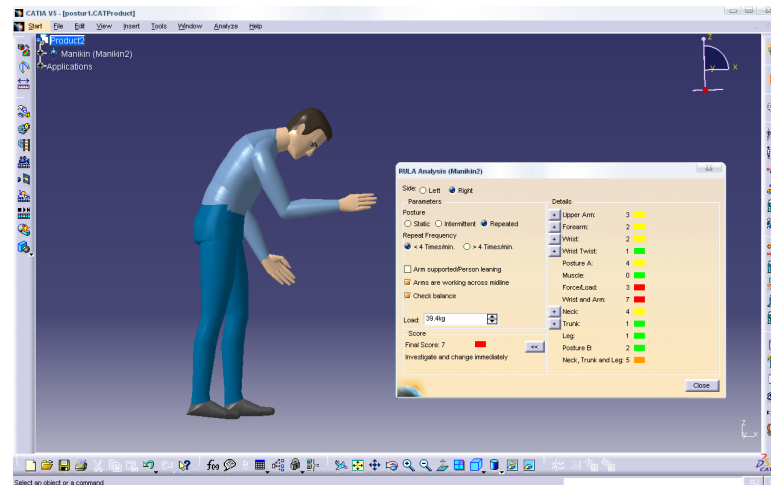 CATIA V5 - [postur1.CATProduct]
Start File Edit View Insert Tools Window Analyze Help
Product2
Manikin (Manikin2)
Applications
z
y x
RULA Analysis (Manikin2)
Side: Left Right
Parameters
Posture
Static Intermittent Repeated
Repeat Frequency
< 4 Times/min. > 4 Times/min.
Arm supported/Person leaning
Arms are working across midline
Check balance
Load: 39.4kg
Score
Final Score: 7 <<
Investigate and change immediately
Details
+ Upper Arm: 3
+ Forearm: 2
+ Wrist: 2
+ Wrist Twist: 1
Posture A: 4
Muscle: 0
Force/Load: 3
Wrist and Arm: 7
+ Neck: 4
+ Trunk: 1
Leg: 1
Posture B: 2
Neck, Trunk and Leg: 5
Close
Select an object or a command